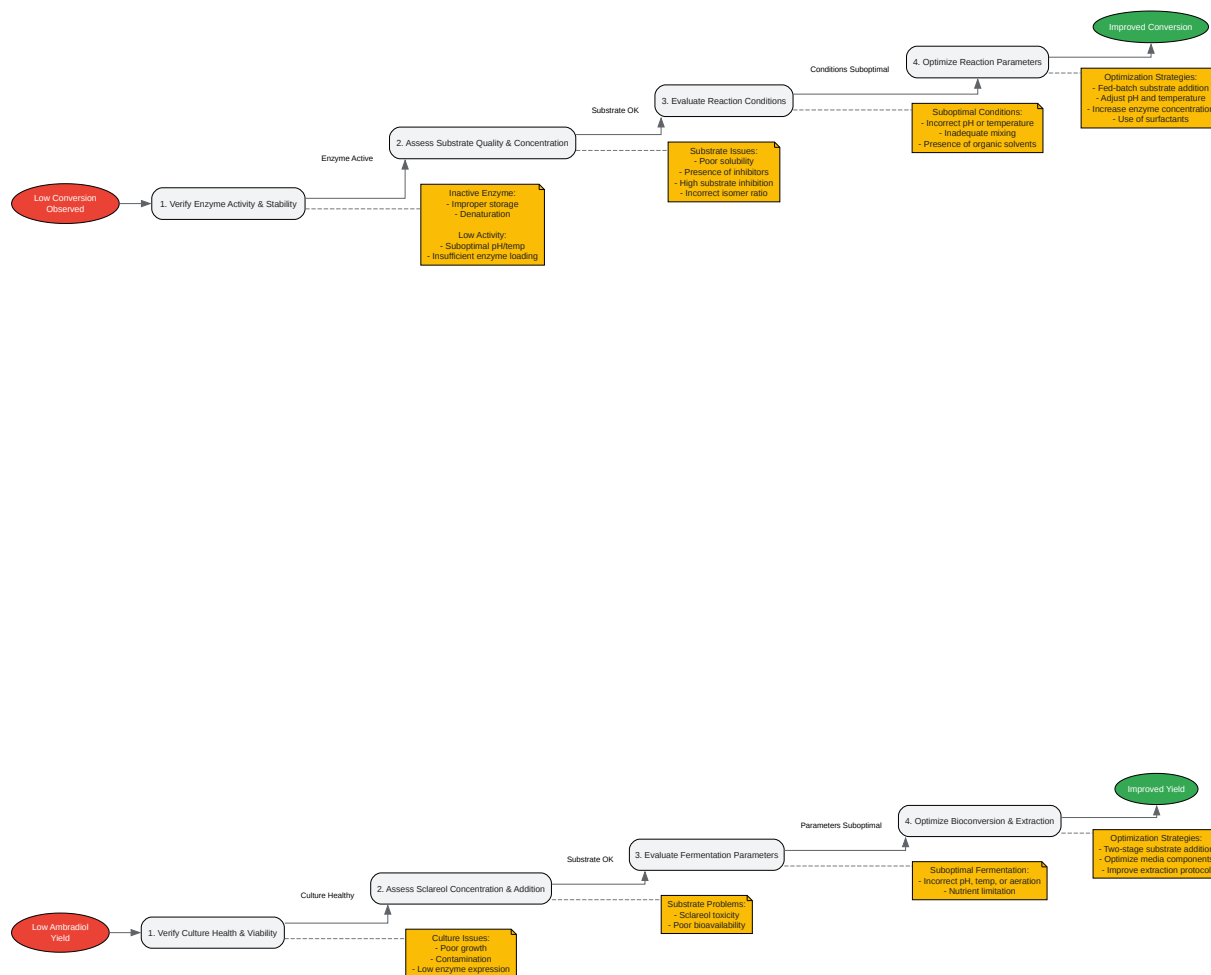 Improved Conversion
4. Optimize Reaction Parameters
Conditions Suboptimal
Optimization Strategies:
- Fed-batch substrate addition
- Adjust pH and temperature
- Increase enzyme concentration
- Use of surfactants
3. Evaluate Reaction Conditions
Substrate OK
Suboptimal Conditions:
- Incorrect pH or temperature
- Inadequate mixing
- Presence of organic solvents
2. Assess Substrate Quality & Concentration
Enzyme Active
Substrate Issues:
- Poor solubility
- Presence of inhibitors
- High substrate inhibition
- Incorrect isomer ratio
Low Conversion
Observed
1. Verify Enzyme Activity & Stability
Inactive Enzyme:
- Improper storage
- Denaturation
Low Activity:
- Suboptimal pH/temp
- Insufficient enzyme loading
Improved Yield
4. Optimize Bioconversion & Extraction
Parameters Suboptimal
Optimization Strategies:
- Two-stage substrate addition
- Optimize media components
- Improve extraction protocol
3. Evaluate Fermentation Parameters
Substrate OK
Suboptimal Fermentation:
- Incorrect pH, temp, or aeration
- Nutrient limitation
2. Assess Sclareol Concentration & Addition
Culture Healthy
Substrate Problems:
- Sclareol toxicity
- Poor bioavailability
Low Ambradiol
Yield
1. Verify Culture Health & Viability
Culture Issues:
- Poor growth
- Contamination
- Low enzyme expression